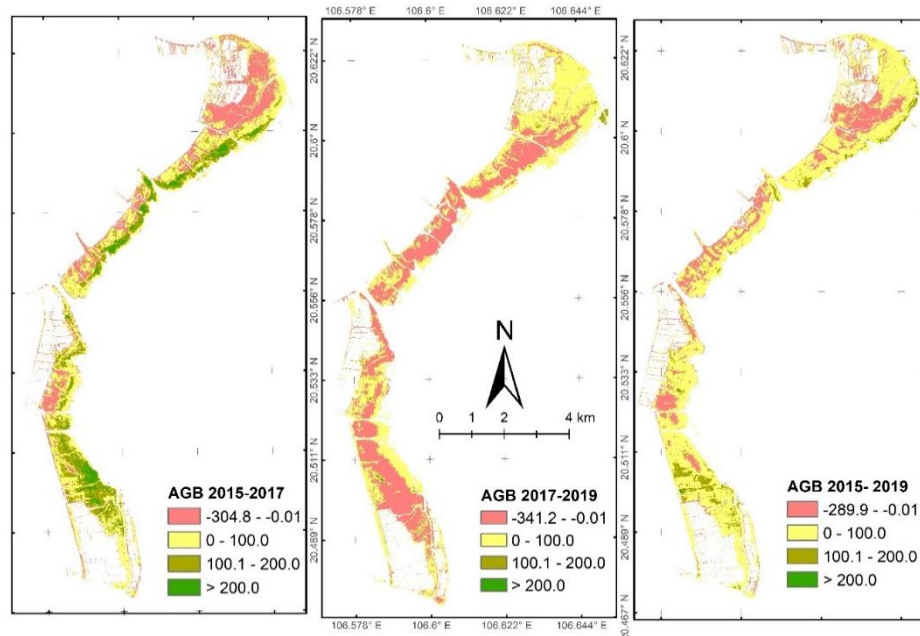 106.578° E 106.6° E 106.622° E 106.644° E
20.622° N
20.6° N
20.578° N
20.556° N
20.533° N
20.511° N
20.489° N
20.622° N
20.6° N
20.578° N
20.556° N
20.533° N
20.511° N
20.489° N
20.467° N
N
0 1 2 4 km
AGB 2015-2017
-304.8 - -0.01
0 - 100.0
100.1 - 200.0
> 200.0
AGB 2017-2019
-341.2 - -0.01
0 - 100.0
100.1 - 200.0
> 200.0
AGB 2015- 2019
-289.9 - -0.01
0 - 100.0
100.1 - 200.0
> 200.0
106.578° E 106.6° E 106.622° E 106.644° E